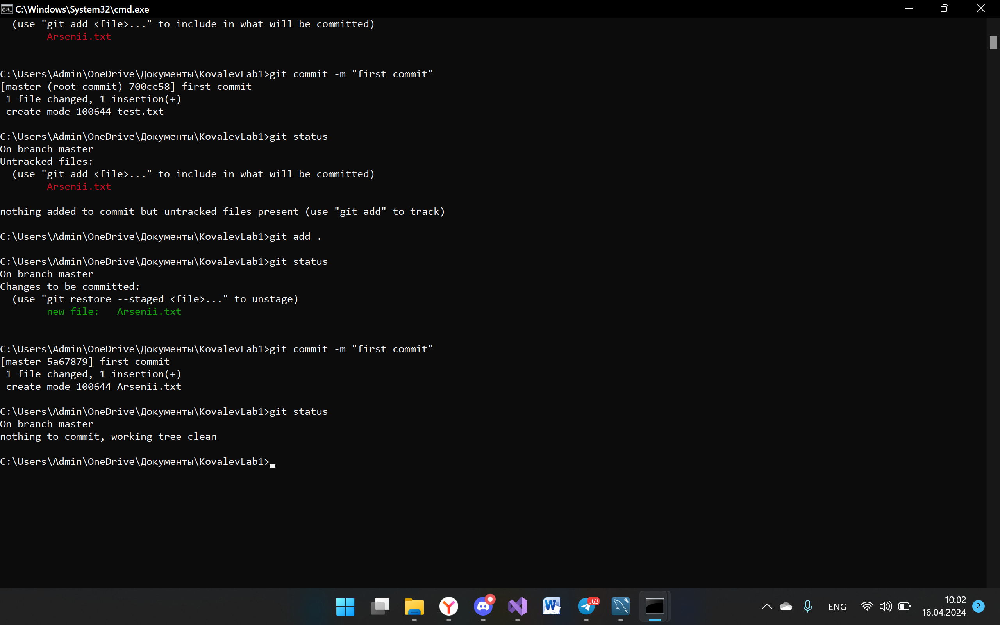 C:\Windows\System32\cmd.exe
(use "git add <file>..." to include in what will be committed)
Arsenii.txt
C:\Users\Admin\OneDrive\Документы\KovalevLab1>git commit -m "first commit"
[master (root-commit) 700cc58] first commit
1 file changed, 1 insertion(+)
create mode 100644 test.txt
C:\Users\Admin\OneDrive\Документы\KovalevLab1>git status
On branch master
Untracked files:
(use "git add <file>..." to include in what will be committed)
Arsenii.txt
nothing added to commit but untracked files present (use "git add" to track)
C:\Users\Admin\OneDrive\Документы\KovalevLab1>git add .
C:\Users\Admin\OneDrive\Документы\KovalevLab1>git status
On branch master
Changes to be committed:
(use "git restore --staged <file>..." to unstage)
new file:   Arsenii.txt
C:\Users\Admin\OneDrive\Документы\KovalevLab1>git commit -m "first commit"
[master 5a67879] first commit
1 file changed, 1 insertion(+)
create mode 100644 Arsenii.txt
C:\Users\Admin\OneDrive\Документы\KovalevLab1>git status
On branch master
nothing to commit, working tree clean
C:\Users\Admin\OneDrive\Документы\KovalevLab1>
..63
ENG
10:02
16.04.2024
2